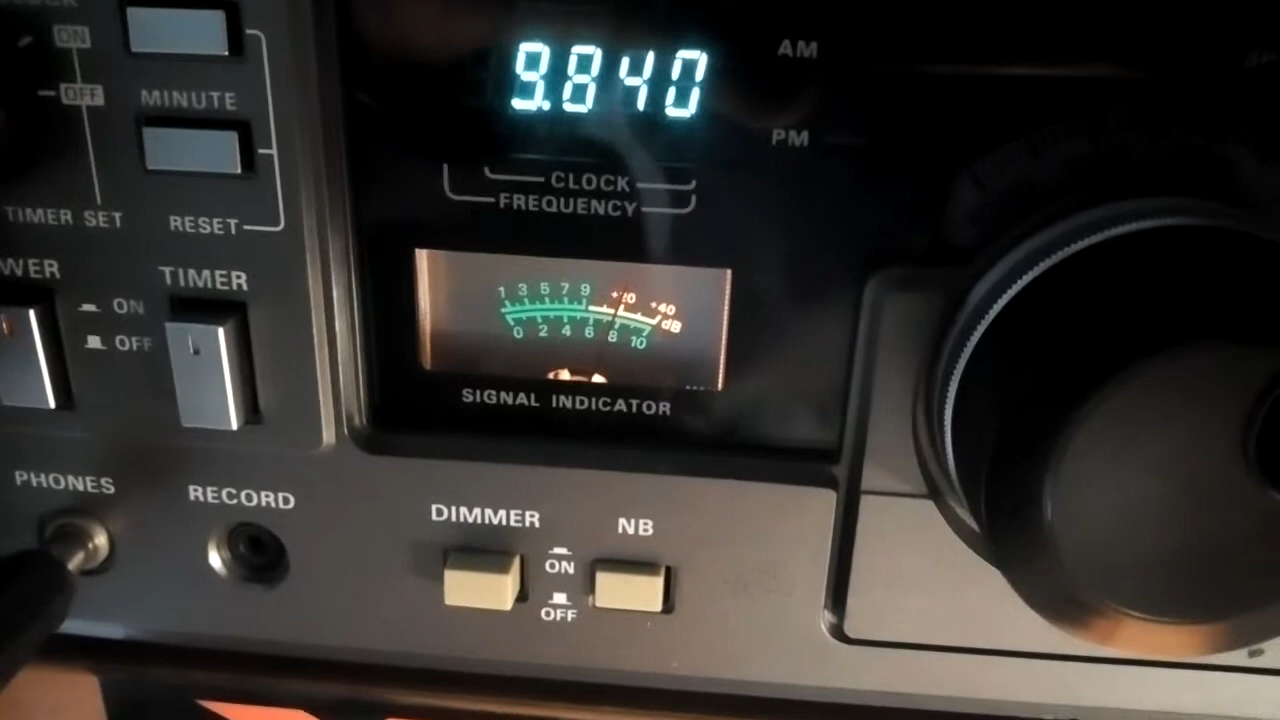 ON
OFF
MINUTE
TIMER SET
RESET
TIMER
ON
OFF
9.840
AM
PM
CLOCK
FREQUENCY
1 3 5 7 9 +20 +40
dB
0 2 4 6 8 10
SIGNAL INDICATOR
PHONES
RECORD
DIMMER
NB
ON
OFF